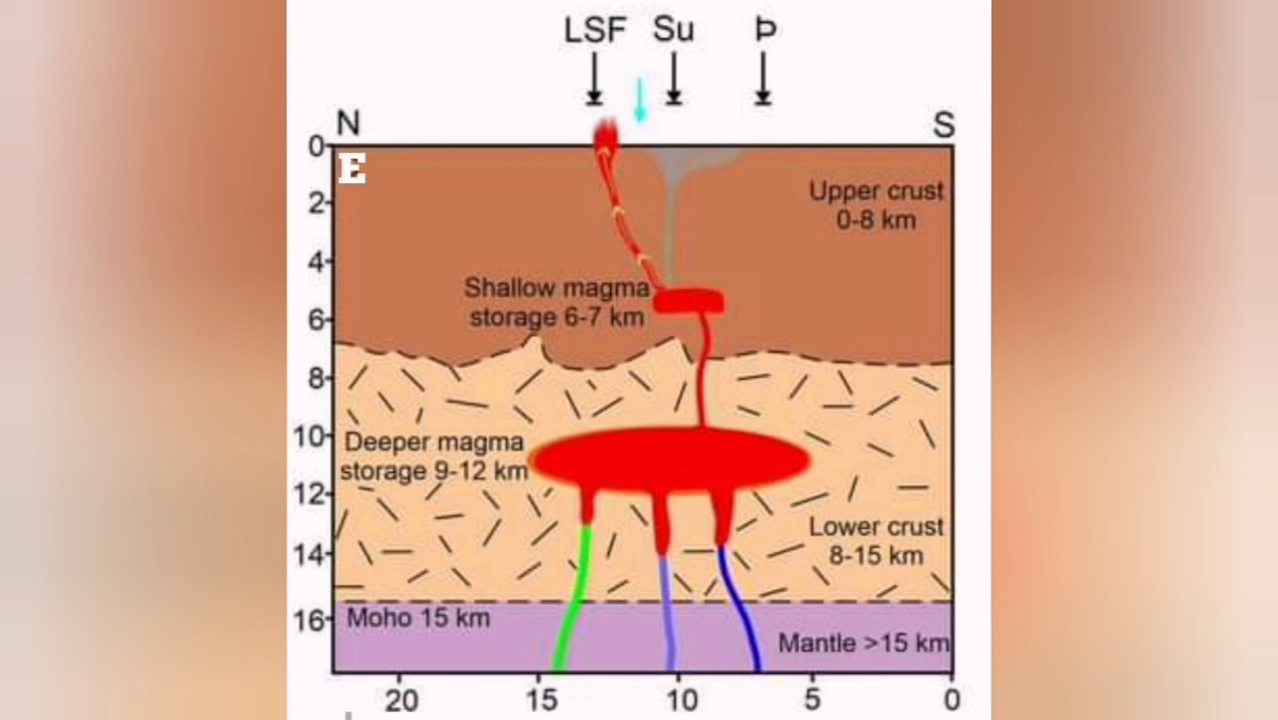 LSF Su Þ
N S
0
E
Upper crust
0-8 km
2
4
Shallow magma
storage 6-7 km
6
8
10
Deeper magma
storage 9-12 km
12
Lower crust
8-15 km
14
16
Moho 15 km
Mantle >15 km
20 15 10 5 0